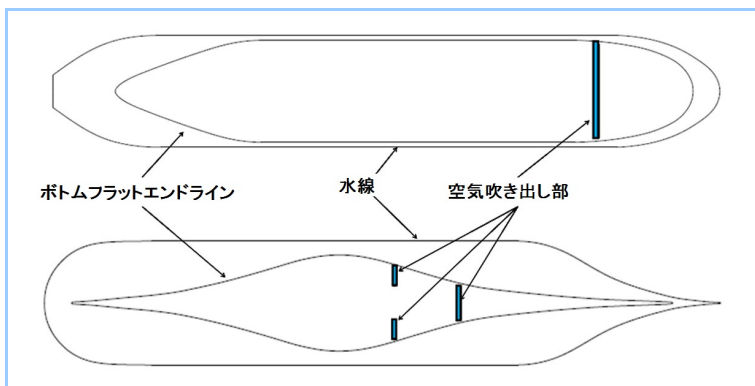 ボトムフラットエンドライン
水線
空気吹き出し部